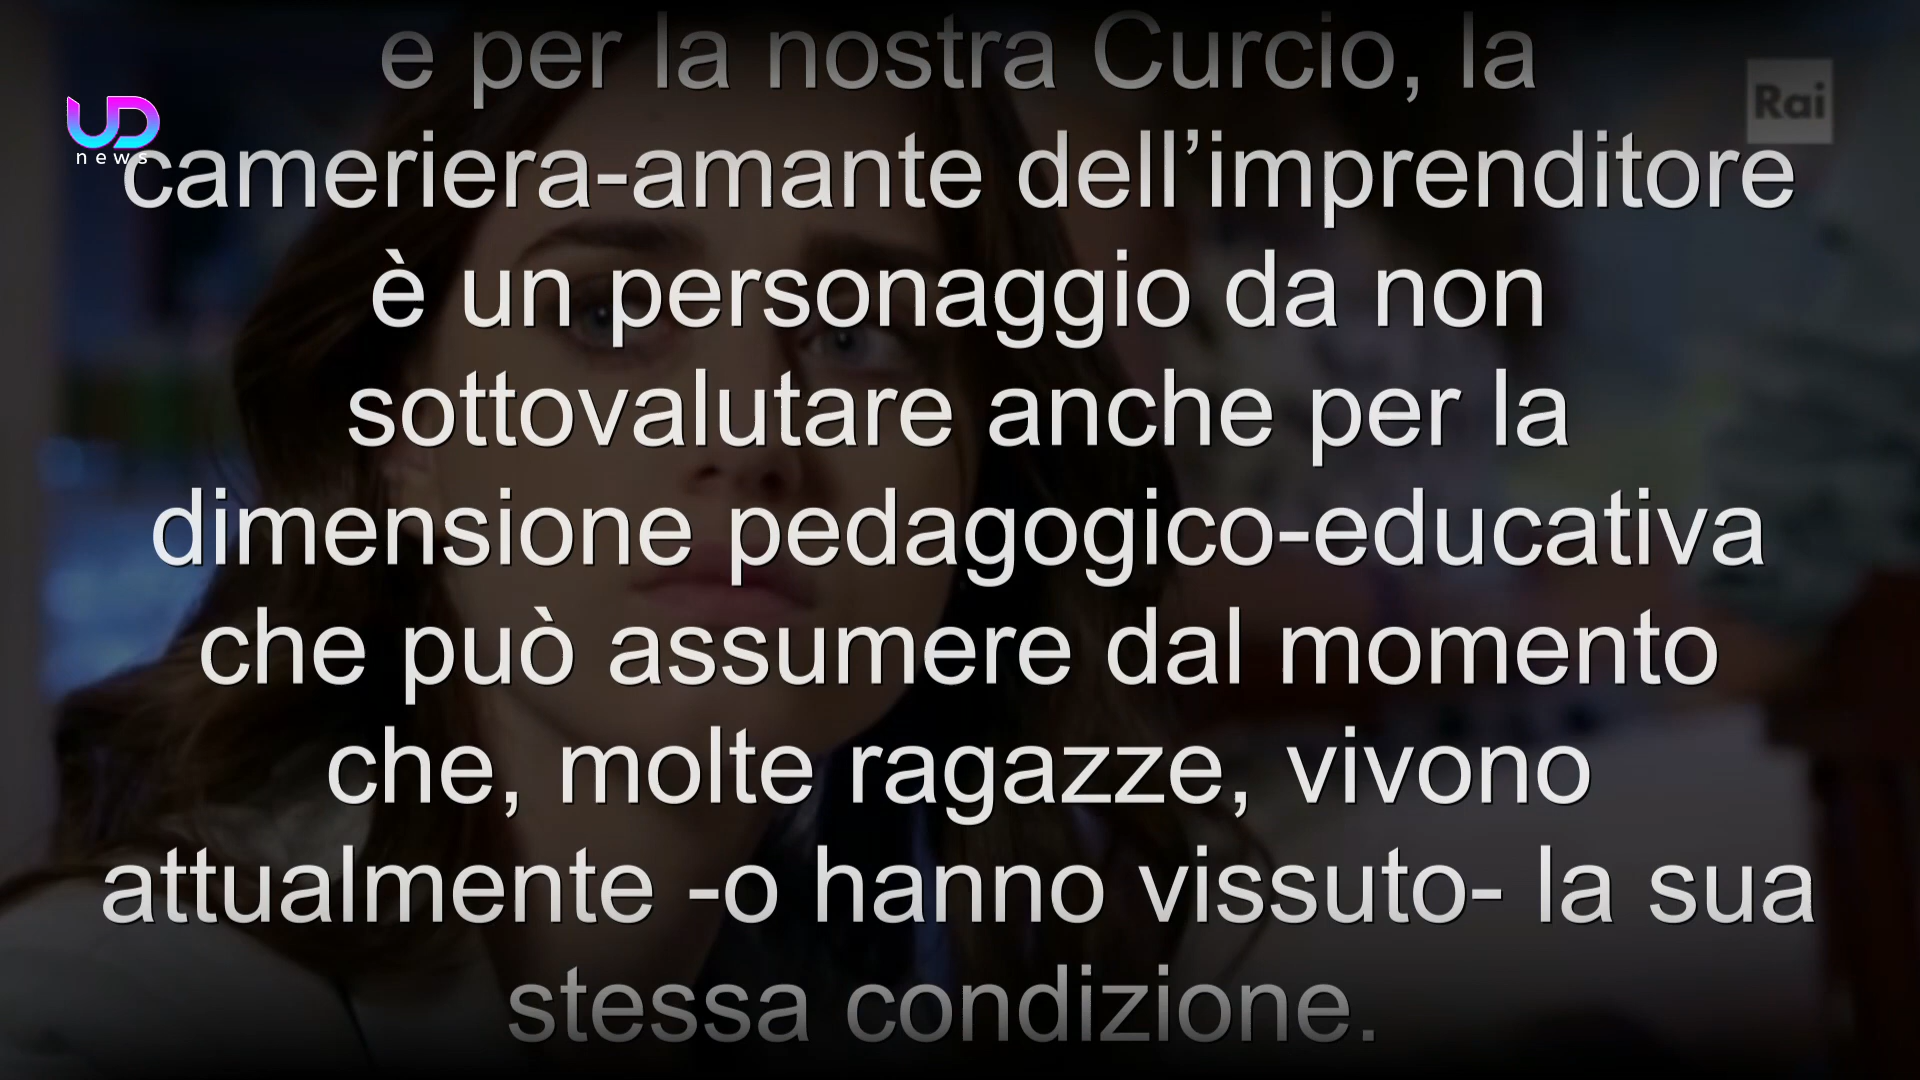 e per la nostra Curcio, la
UD
news
Rai
cameriera-amante dell’imprenditore
è un personaggio da non
sottovalutare anche per la
dimensione pedagogico-educativa
che può assumere dal momento
che, molte ragazze, vivono
attualmente -o hanno vissuto- la sua
stessa condizione.